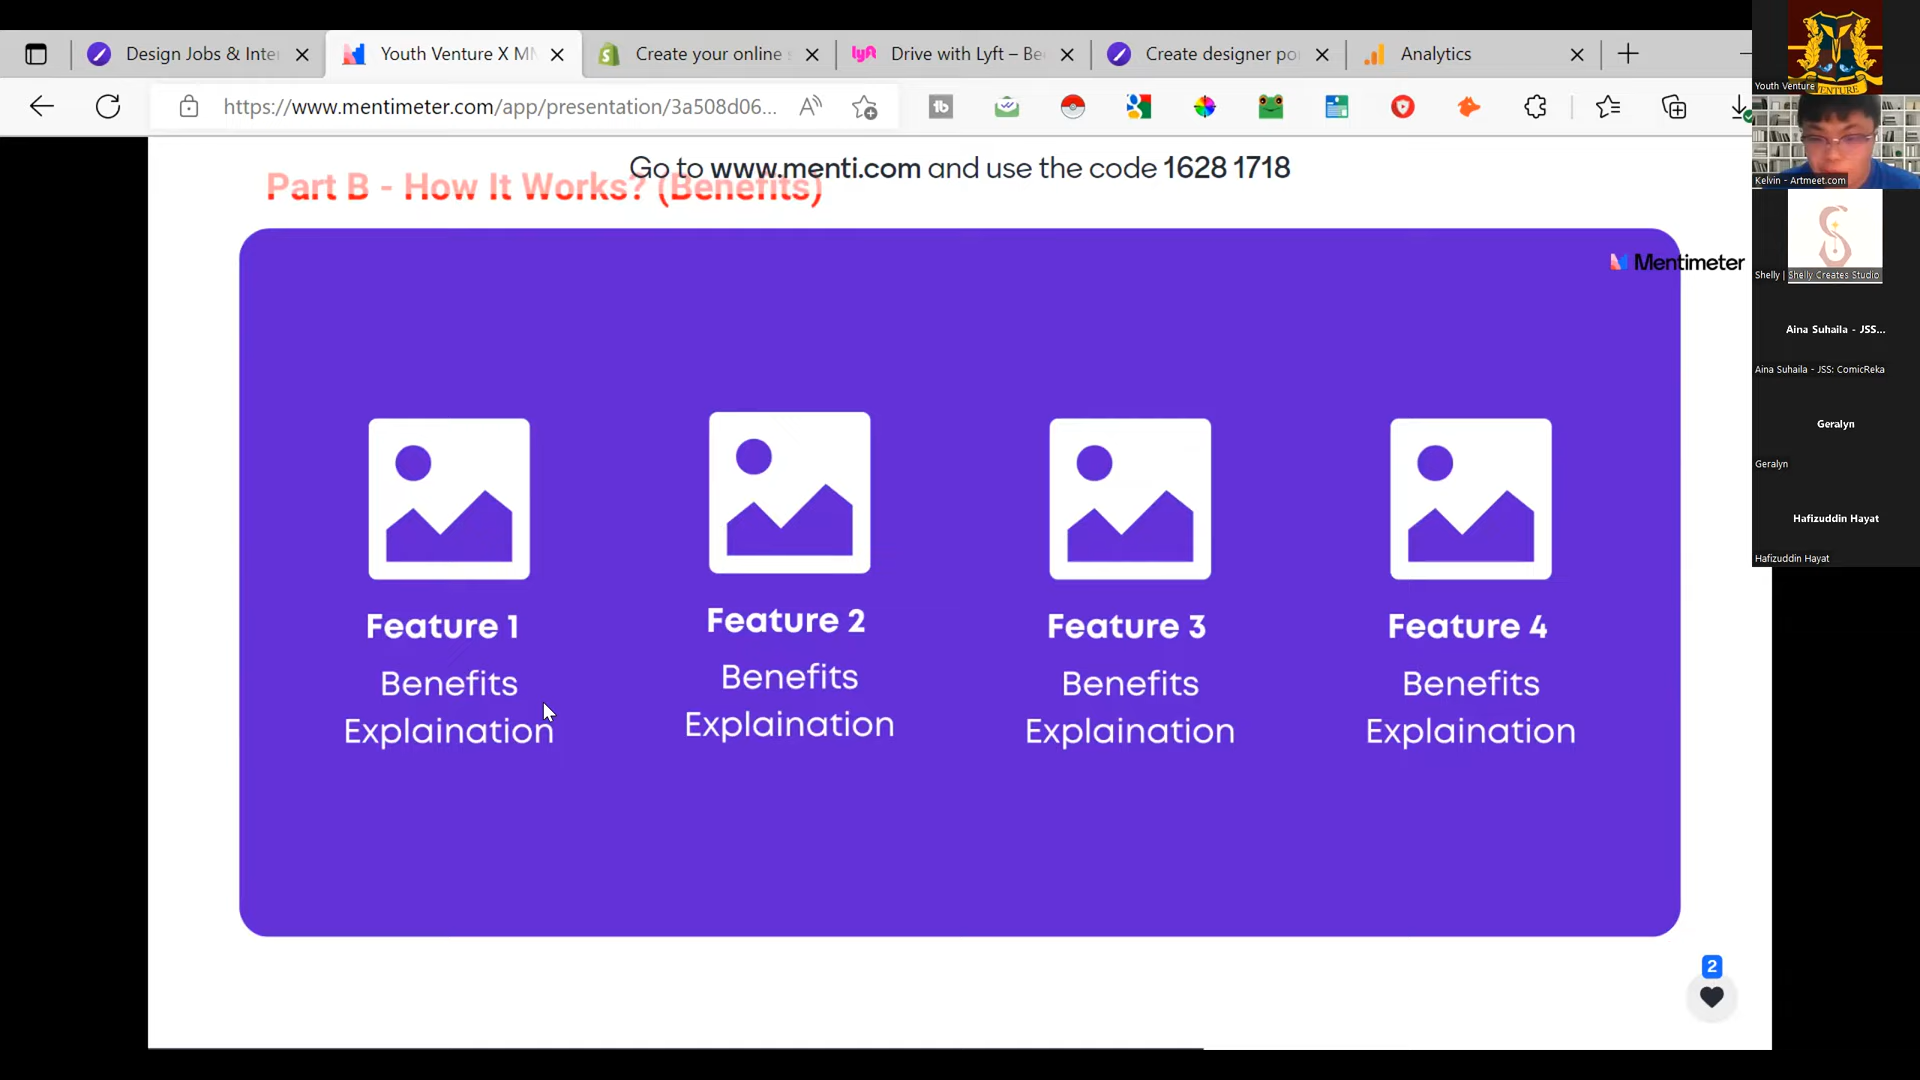 Design Jobs & Inte
Youth Venture X MN
Create your online s
Drive with Lyft – Be
Create designer po
Analytics
https://www.mentimeter.com/app/presentation/3a508d06...
Go to www.menti.com and use the code 1628 1718
Part B - How It Works? (Benefits)
Mentimeter
Feature 1
Benefits
Explaination
Feature 2
Benefits
Explaination
Feature 3
Benefits
Explaination
Feature 4
Benefits
Explaination
2
VENTURE
Youth Venture
Kelvin - Artmeet.com
Shelly | Shelly Creates Studio
Aina Suhaila - JSS...
Aina Suhaila - JSS: ComicReka
Geralyn
Geralyn
Hafizuddin Hayat
Hafizuddin Hayat